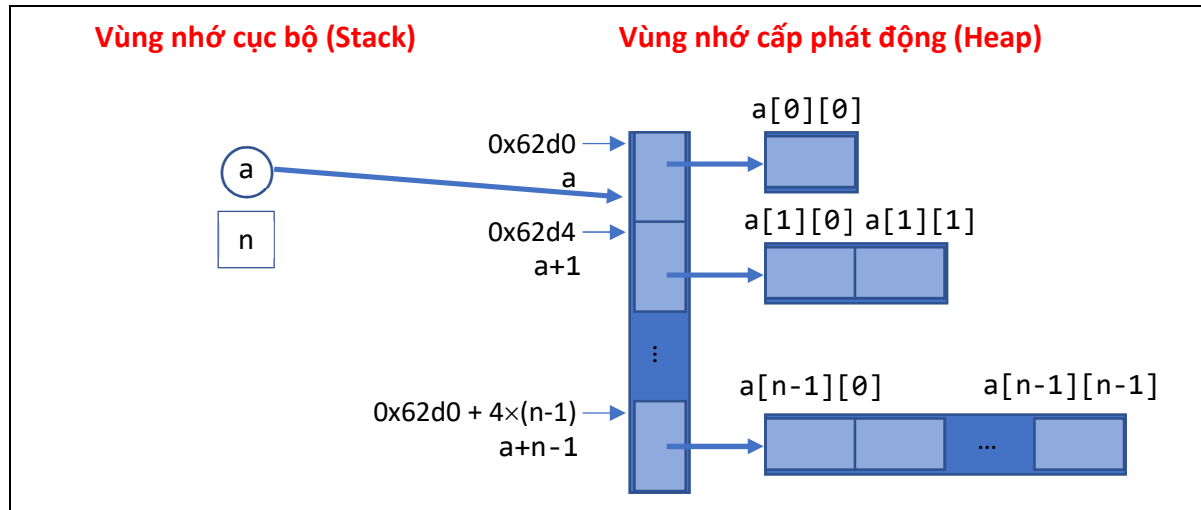 Vùng nhớ cục bộ (Stack)
Vùng nhớ cấp phát động (Heap)
a[0][0]
0x62d0
a
a
n
a[1][0] a[1][1]
0x62d4
a+1
⋮
a[n-1][0]
a[n-1][n-1]
0x62d0 + 4×(n-1)
a+n-1
...